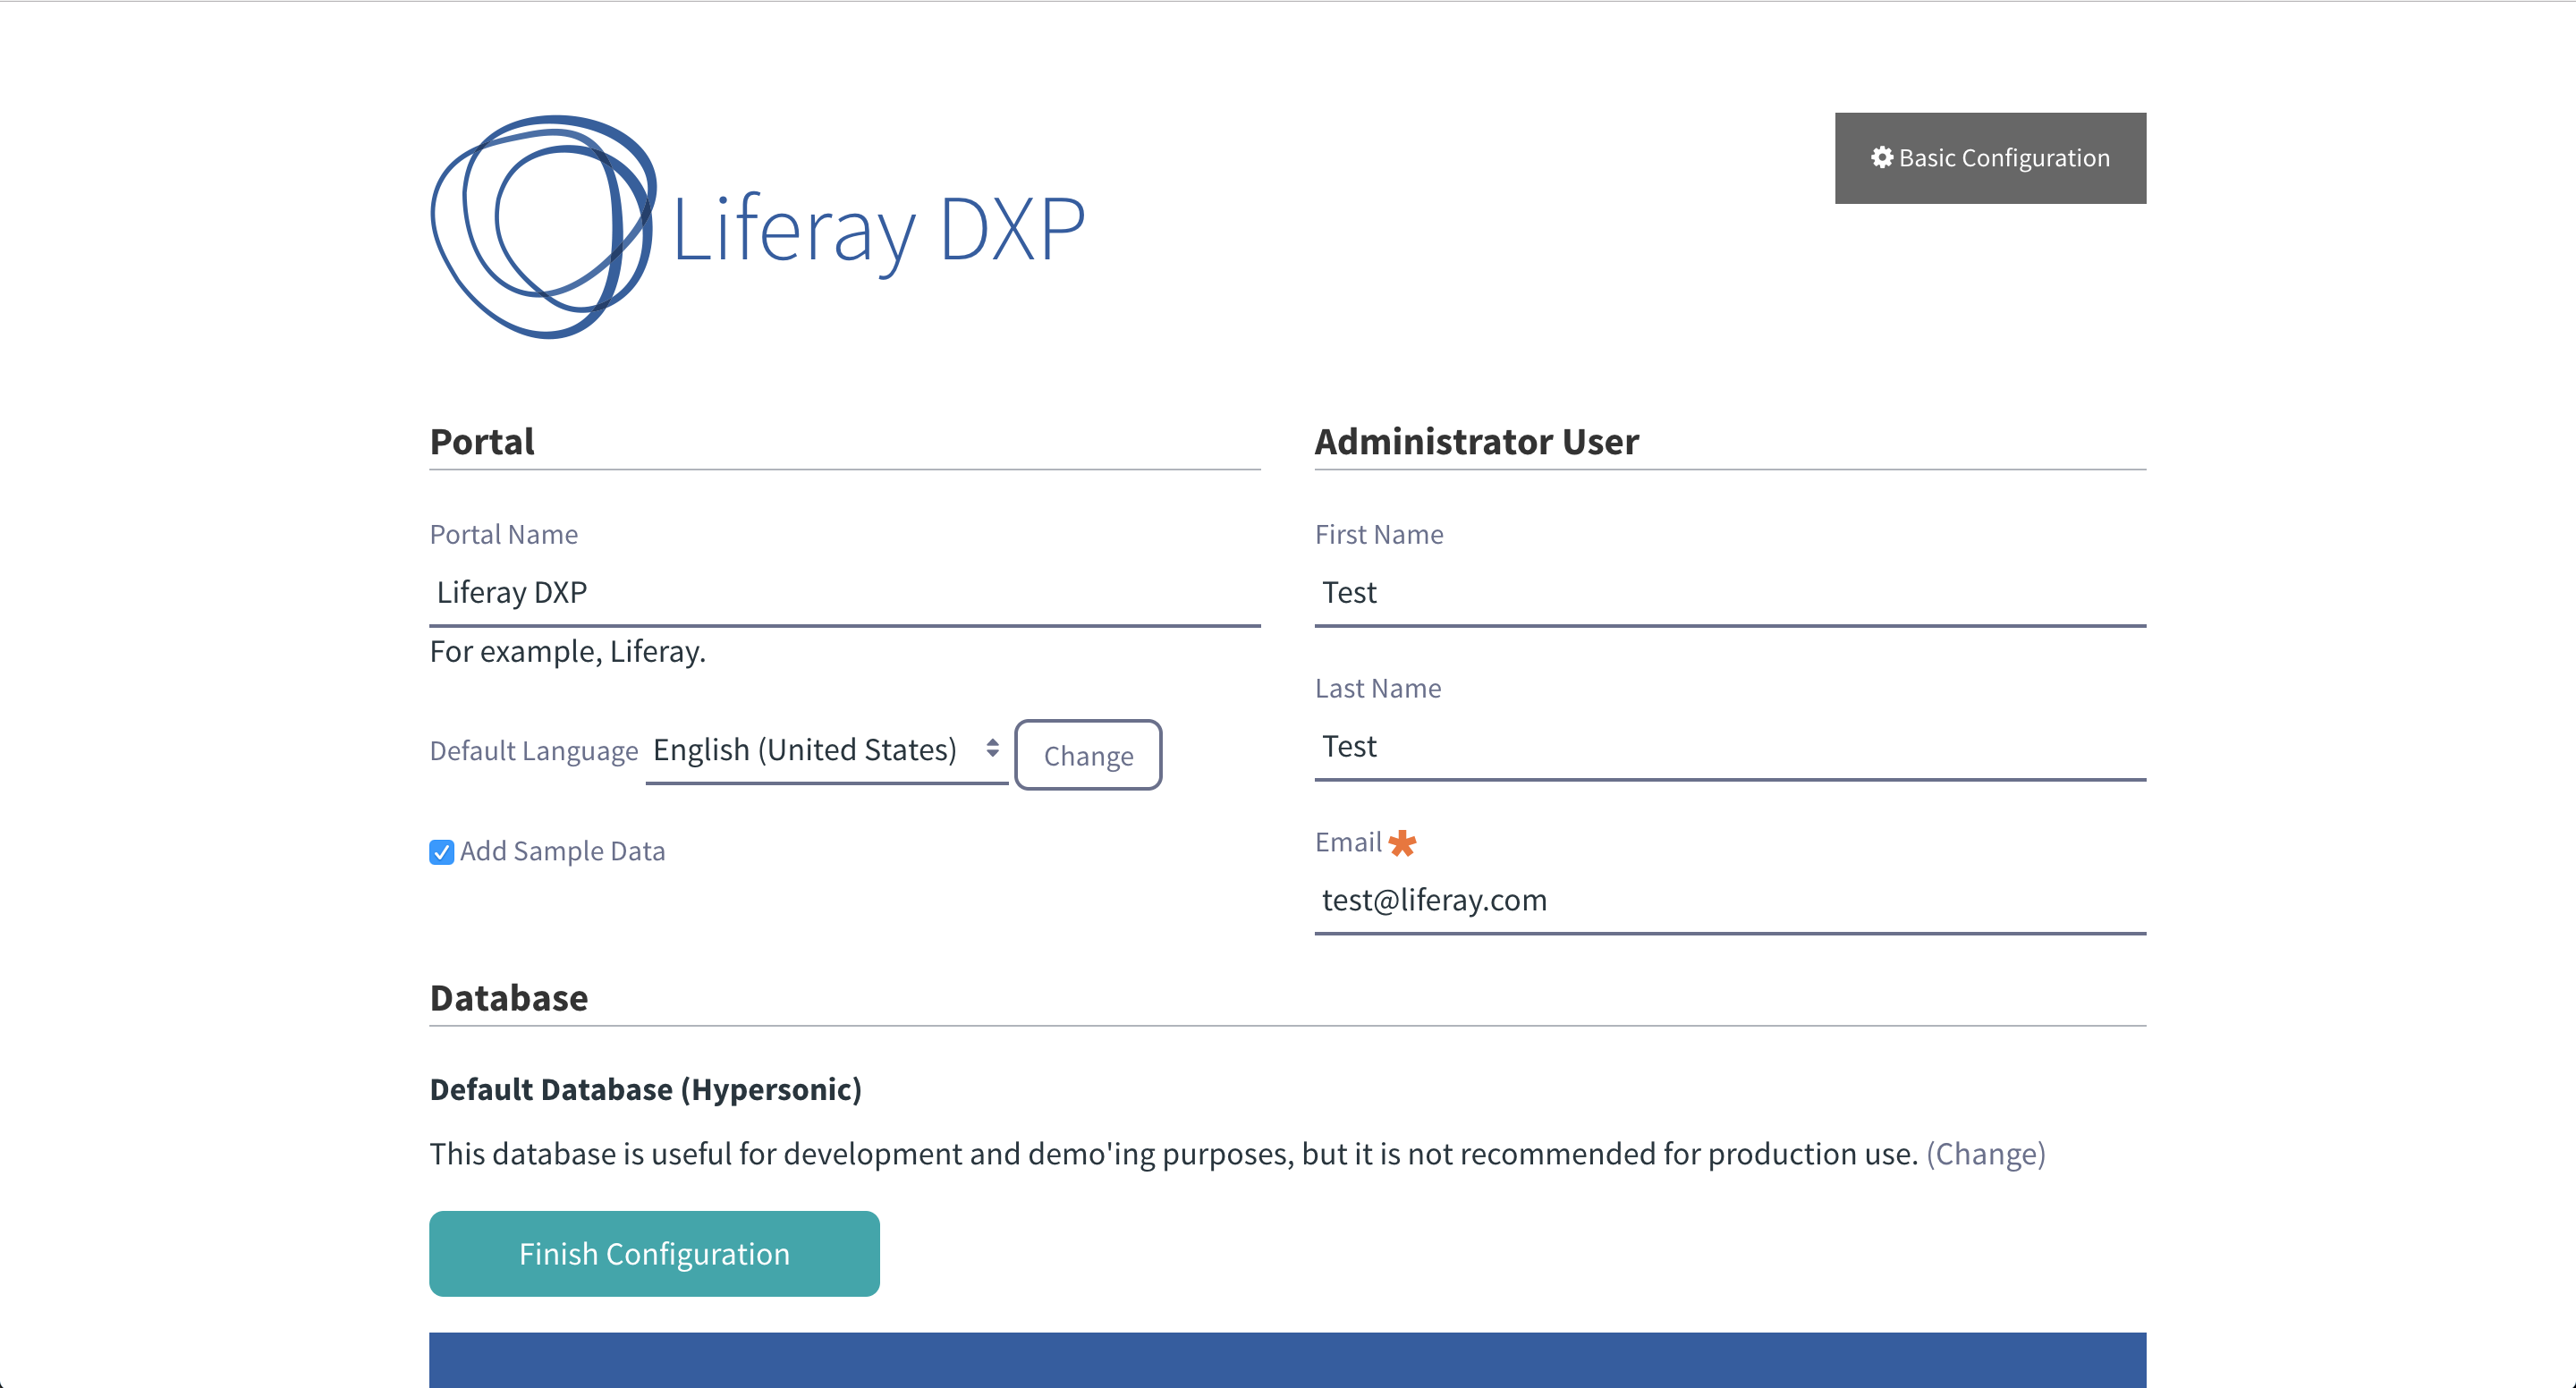 Liferay DXP
Basic Configuration
Portal
Portal Name
Liferay DXP
For example, Liferay.
Default Language English (United States) Change
Add Sample Data
Administrator User
First Name
Test
Last Name
Test
Email *
test@liferay.com
Database
Default Database (Hypersonic)
This database is useful for development and demo'ing purposes, but it is not recommended for production use. (Change)
Finish Configuration